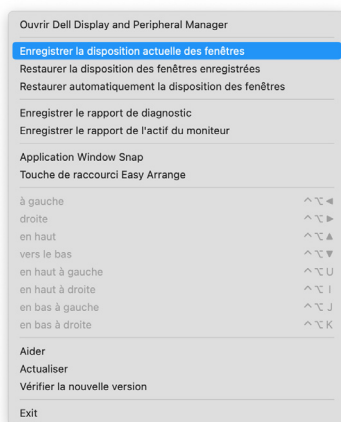 Ouvrir Dell Display and Peripheral Manager
Enregistrer la disposition actuelle des fenêtres
Restaurer la disposition des fenêtres enregistrées
Restaurer automatiquement la disposition des fenêtres
Enregistrer le rapport de diagnostic
Enregistrer le rapport de l'actif du moniteur
Application Window Snap
Touche de raccourci Easy Arrange
à gauche ^⌥◀
droite ^⌥▶
en haut ^⌥▲
vers le bas ^⌥▼
en haut à gauche ^⌥U
en haut à droite ^⌥I
en bas à gauche ^⌥J
en bas à droite ^⌥K
Aider
Actualiser
Vérifier la nouvelle version
Exit